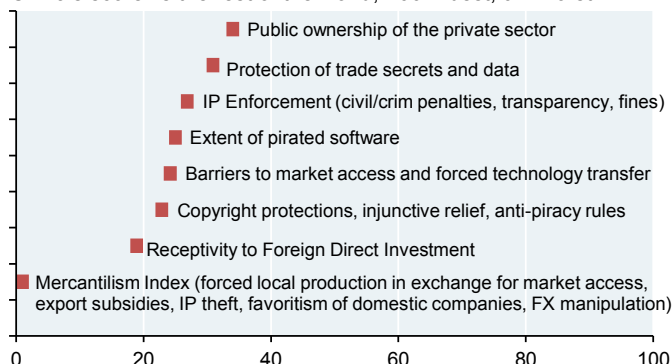 Public ownership of the private sector
Protection of trade secrets and data
IP Enforcement (civil/crim penalties, transparency, fines)
Extent of pirated software
Barriers to market access and forced technology transfer
Copyright protections, injunctive relief, anti-piracy rules
Receptivity to Foreign Direct Investment
Mercantilism Index (forced local production in exchange for market access,
export subsidies, IP theft, favoritism of domestic companies, FX manipulation)
0 20 40 60 80 100